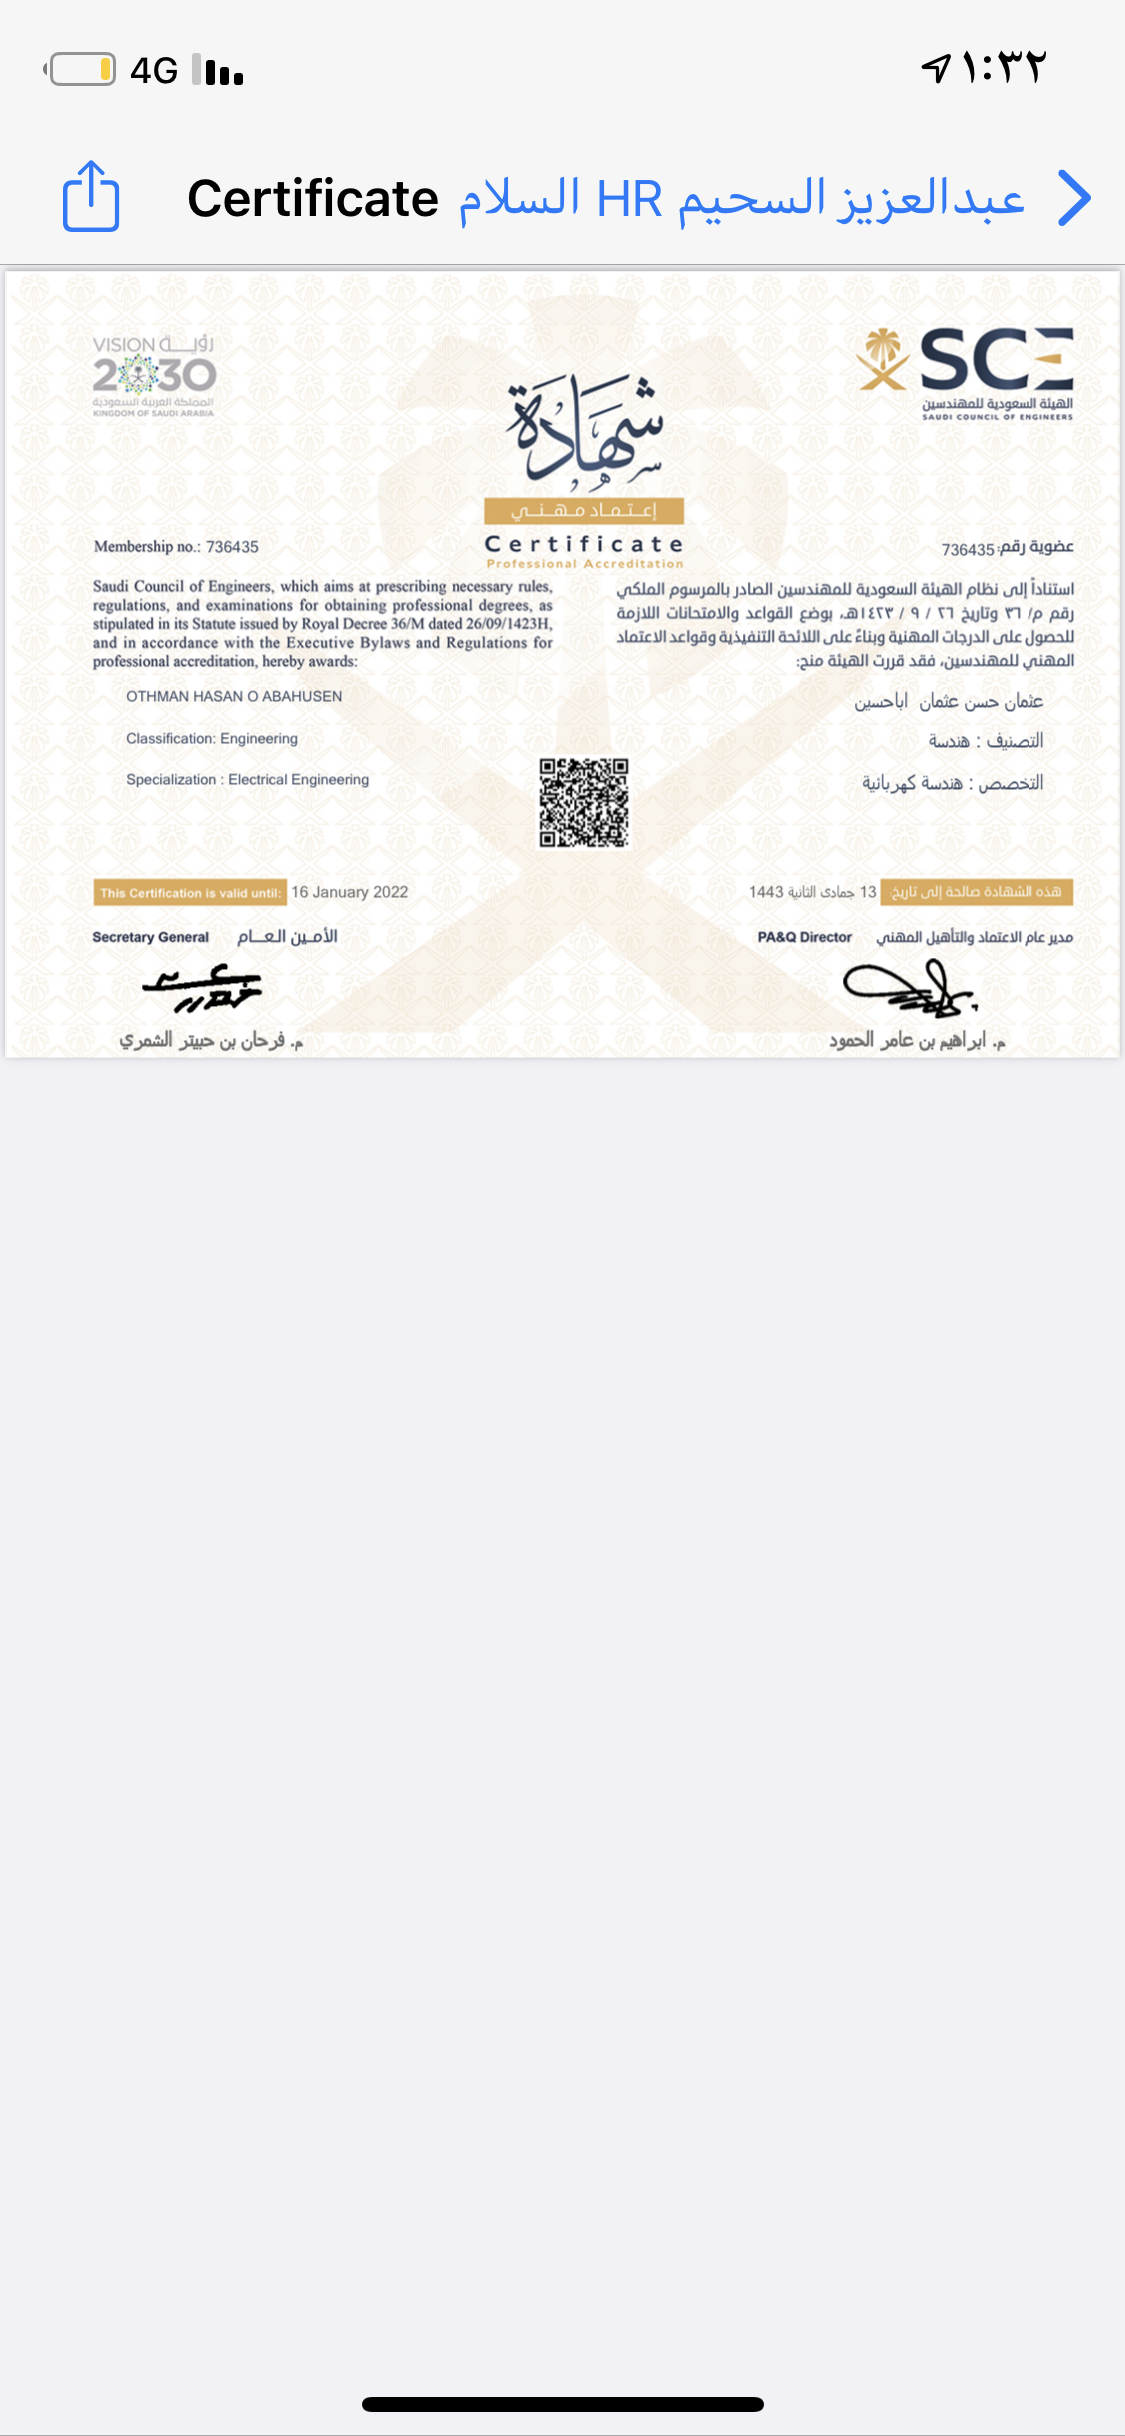 4G
١:٣٢
Certificate
عبدالعزيز السحيم HR السلام
VISION رؤيـــة
2030
المملكة العربية السعودية
KINGDOM OF SAUDI ARABIA
SCE
الهيئة السعودية للمهندسين
SAUDI COUNCIL OF ENGINEERS
شهادة
إعـتـمـاد مـهـنـي
Certificate
Professional Accreditation
Membership no.: 736435
Saudi Council of Engineers, which aims at prescribing necessary rules,
regulations, and examinations for obtaining professional degrees, as
stipulated in its Statute issued by Royal Decree 36/M dated 26/09/1423H,
and in accordance with the Executive Bylaws and Regulations for
professional accreditation, hereby awards:
OTHMAN HASAN O ABAHUSEN
Classification: Engineering
Specialization : Electrical Engineering
عضوية رقم: 736435
استناداً إلى نظام الهيئة السعودية للمهندسين الصادر بالمرسوم الملكي
رقم م/ ٣٦ وتاريخ ٢٦ / ٩ / ١٤٢٣هـ، بوضع القواعد والامتحانات اللازمة
للحصول على الدرجات المهنية وبناءً على اللائحة التنفيذية وقواعد الاعتماد
المهني للمهندسين، فقد قررت الهيئة منح:
عثمان حسن عثمان اباحسين
التصنيف : هندسة
التخصص : هندسة كهربائية
This Certification is valid until: 16 January 2022
هذه الشهادة صالحة إلى تاريخ: 13 جمادى الثانية 1443
Secretary General الأمـين الـعـــام
PA&Q Director مدير عام الاعتماد والتأهيل المهني
م. فرحان بن حبيتر الشمري
م. ابراهيم بن عامر الحمود